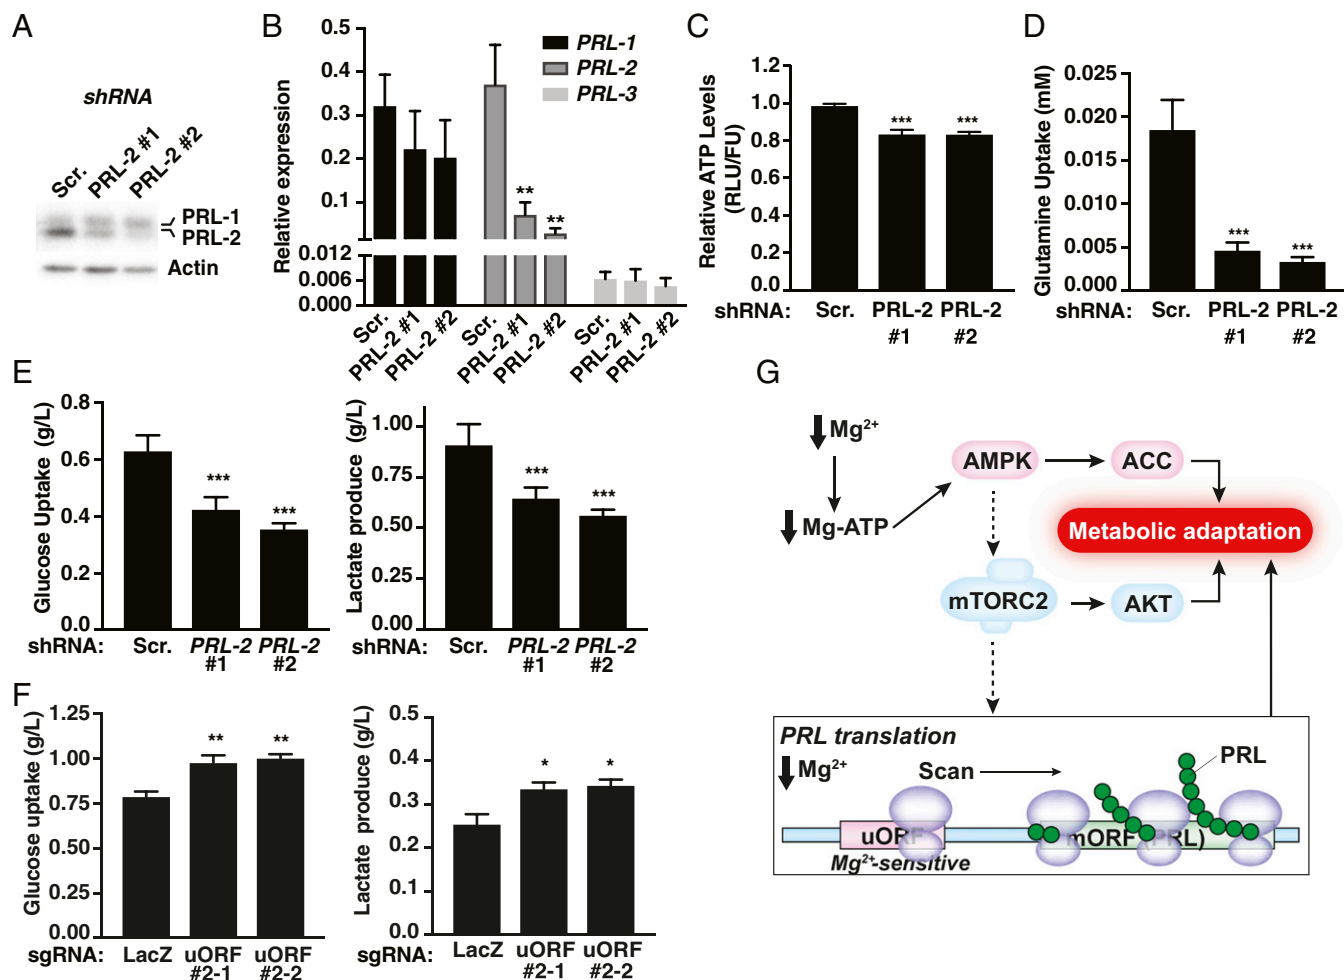 A
shRNA
Scr.
PRL-2 #1
PRL-2 #2
PRL-1
PRL-2
Actin
B
Relative expression
0.5
0.4
0.3
0.2
0.1
0.012
0.006
0.000
PRL-1
PRL-2
PRL-3
**
**
Scr.
PRL-2 #1
PRL-2 #2
Scr.
PRL-2 #1
PRL-2 #2
Scr.
PRL-2 #1
PRL-2 #2
C
Relative ATP Levels
(RLU/FU)
1.2
1.0
0.8
0.6
0.4
0.2
0.0
***
***
shRNA: Scr. PRL-2 PRL-2
#1 #2
D
Glutamine Uptake (mM)
0.025
0.020
0.015
0.010
0.005
0.000
***
***
shRNA: Scr. PRL-2 PRL-2
#1 #2
E
Glucose Uptake (g/L)
0.8
0.6
0.4
0.2
0.0
***
***
shRNA: Scr. PRL-2 PRL-2
#1 #2
Lactate produce (g/L)
1.00
0.75
0.50
0.25
0.00
***
***
shRNA: Scr. PRL-2 PRL-2
#1 #2
F
Glucose uptake (g/L)
1.25
1.00
0.75
0.50
0.25
0.00
**
**
sgRNA: LacZ uORF uORF
#2-1 #2-2
Lactate produce (g/L)
0.5
0.4
0.3
0.2
0.1
0.0
*
*
sgRNA: LacZ uORF uORF
#2-1 #2-2
G
Mg²⁺
Mg-ATP
AMPK
ACC
Metabolic adaptation
mTORC2
AKT
PRL translation
Mg²⁺
Scan
PRL
uORF
mORF (PRL)
Mg²⁺-sensitive